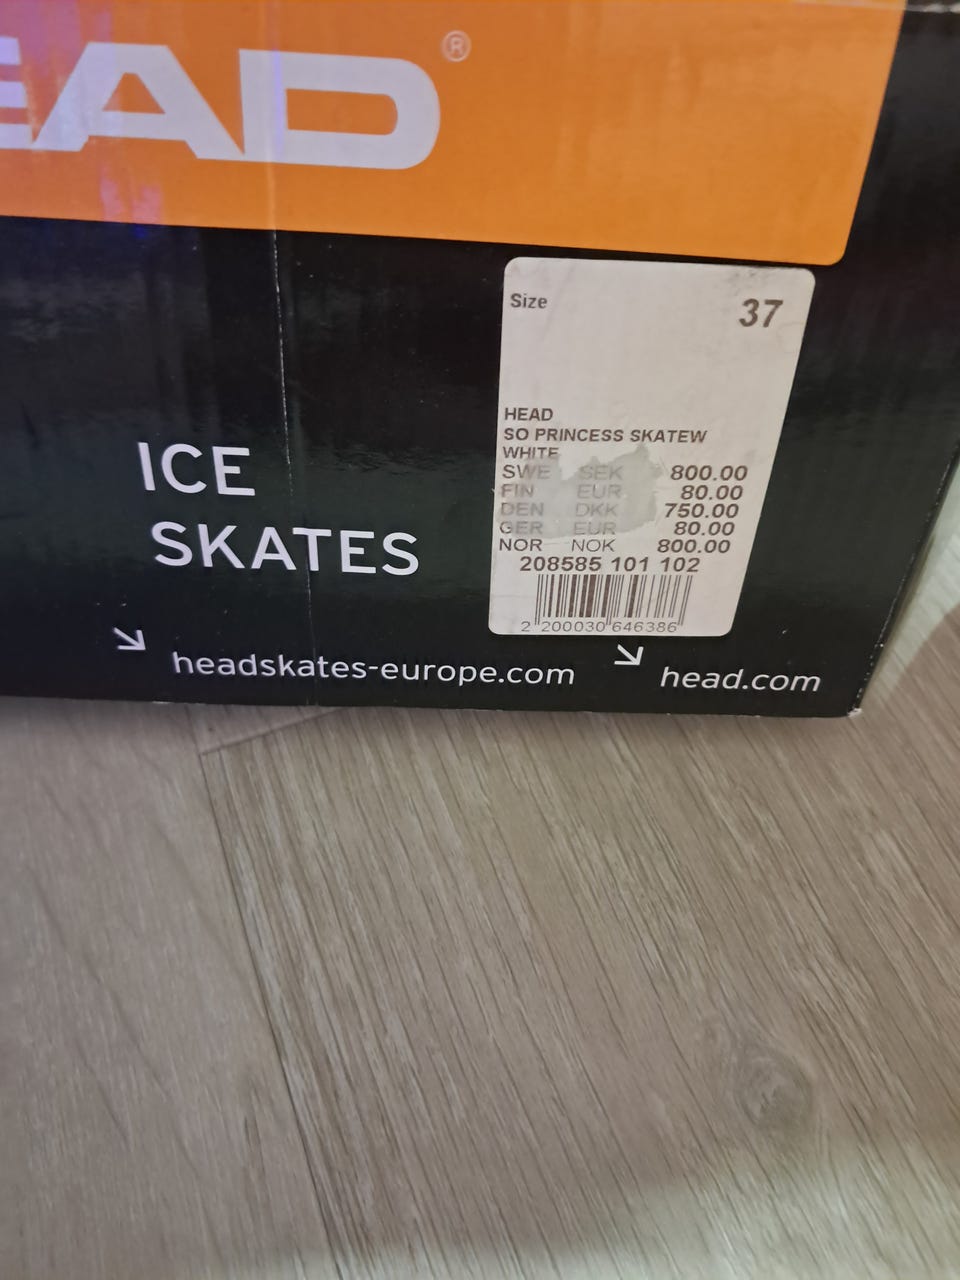 EAD®
Size 37
HEAD
SO PRINCESS SKATEW
WHITE
SWE SEK 800.00
FIN EUR 80.00
DEN DKK 750.00
GER EUR 80.00
NOR NOK 800.00
208585 101 102
2 200030 646386
ICE
SKATES
headskates-europe.com
head.com